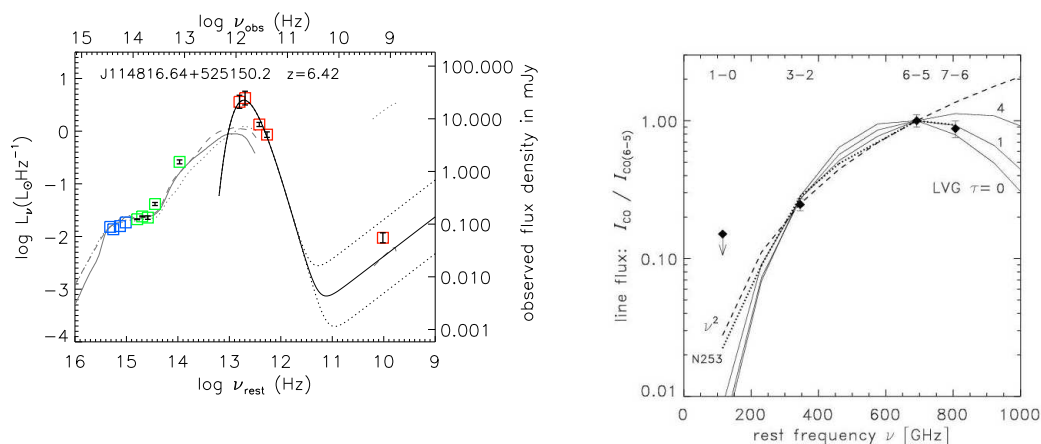 log ν_obs (Hz)
15 14 13 12 11 10 9
J114816.64+525150.2 z=6.42
1
0
−1
−2
−3
−4
log L_ν(L_⊙Hz⁻¹)
100.000
10.000
1.000
0.100
0.010
0.001
observed flux density in mJy
16 15 14 13 12 11 10 9
log ν_rest (Hz)
1−0 3−2 6−5 7−6
1.00
0.10
0.01
line flux: I_CO / I_CO(6−5)
4
1
LVG τ= 0
ν²
N253
0 200 400 600 800 1000
rest frequency ν [GHz]